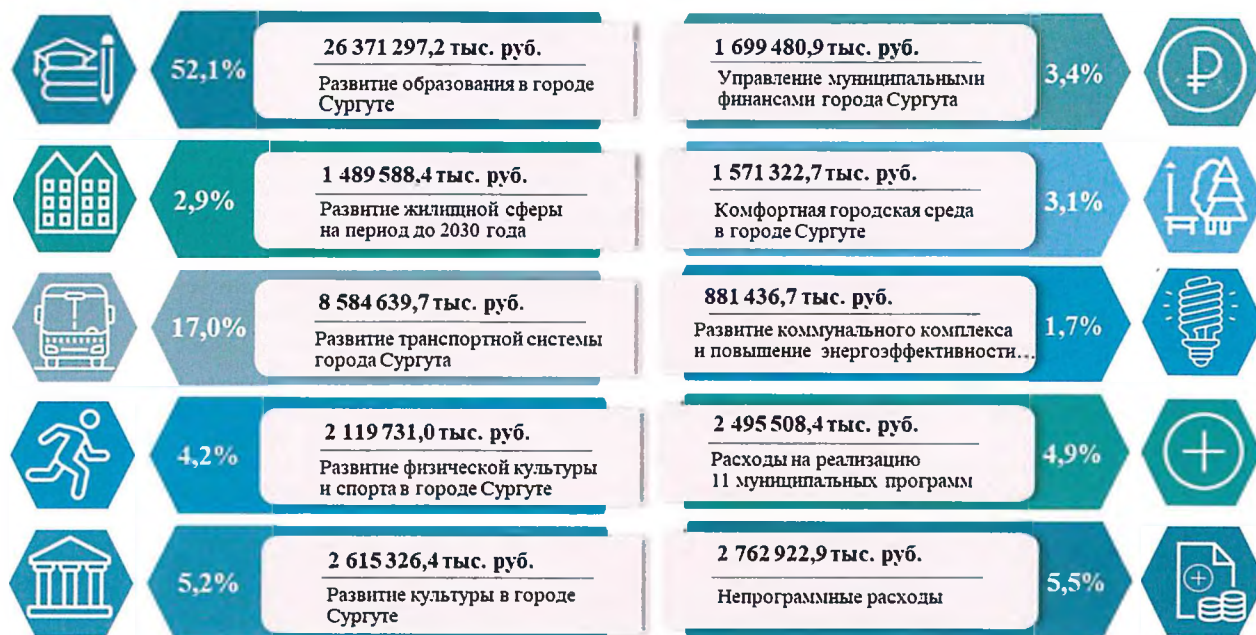 52,1%
26 371 297,2 тыс. руб.
Развитие образования в городе
Сургуте
2,9%
1 489 588,4 тыс. руб.
Развитие жилищной сферы
на период до 2030 года
17,0%
8 584 639,7 тыс. руб.
Развитие транспортной системы
города Сургута
4,2%
2 119 731,0 тыс. руб.
Развитие физической культуры
и спорта в городе Сургуте
5,2%
2 615 326,4 тыс. руб.
Развитие культуры в городе
Сургуте
1 699 480,9 тыс. руб.
Управление муниципальными
финансами города Сургута
3,4%
1 571 322,7 тыс. руб.
Комфортная городская среда
в городе Сургуте
3,1%
881 436,7 тыс. руб.
Развитие коммунального комплекса
и повышение энергоэффективности...
1,7%
2 495 508,4 тыс. руб.
Расходы на реализацию
11 муниципальных программ
4,9%
2 762 922,9 тыс. руб.
Непрограммные расходы
5,5%